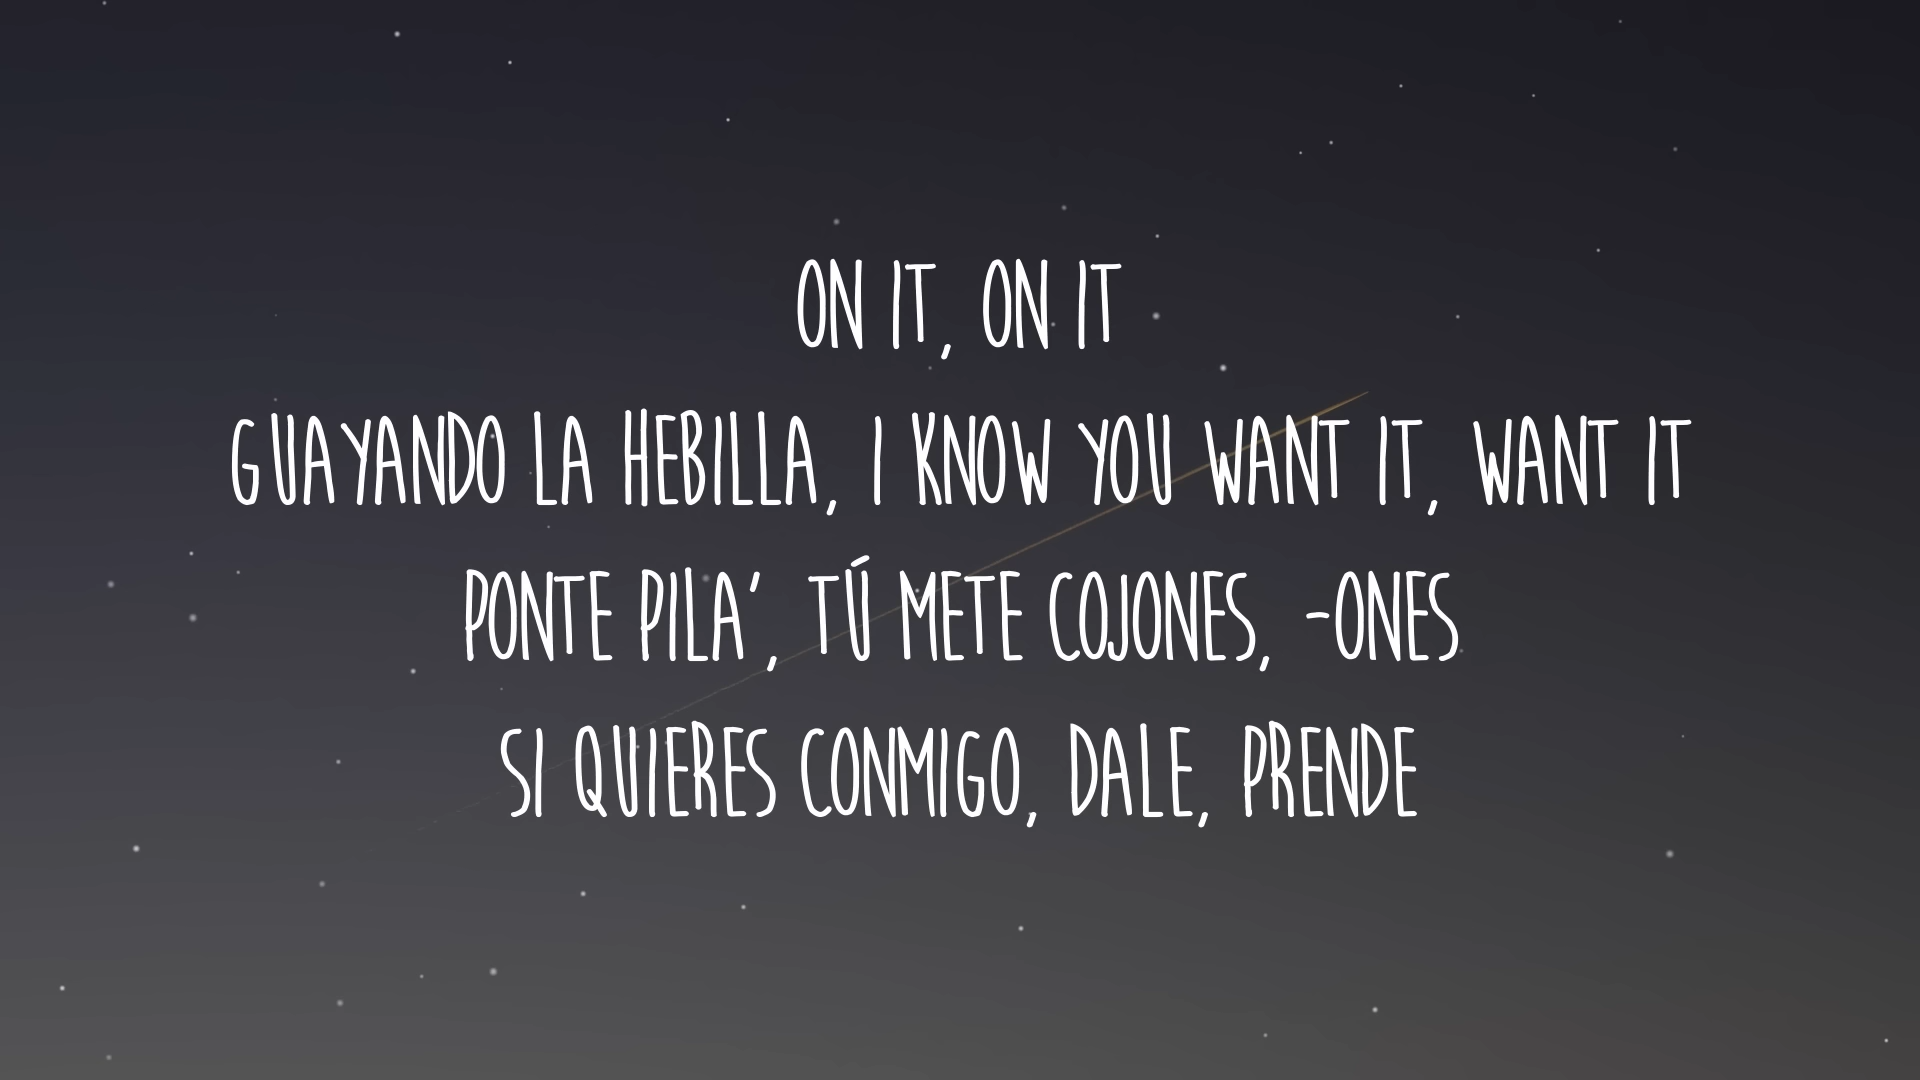 ON IT, ON IT
GUAYANDO LA HEBILLA, I KNOW YOU WANT IT, WANT IT
PONTE PILA', TÚ METE COJONES, -ONES
SI QUIERES CONMIGO, DALE, PRENDE